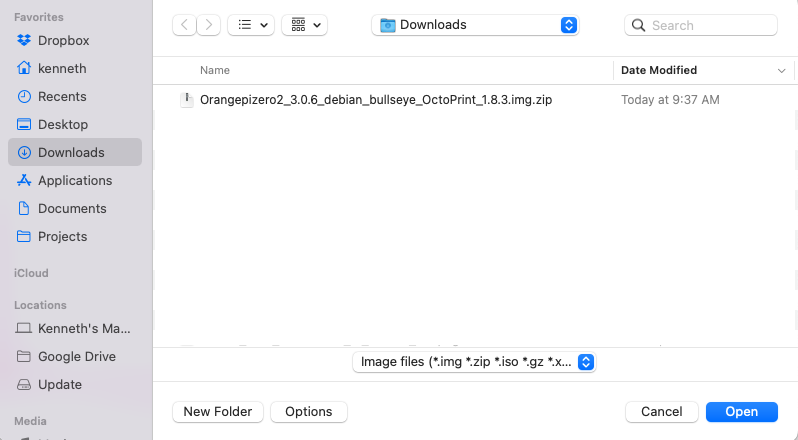 Favorites
Dropbox
kenneth
Recents
Desktop
Downloads
Applications
Documents
Projects
iCloud
Locations
Kenneth's Ma...
Google Drive
Update
Media
Downloads
Search
Name
Date Modified
Orangepizero2_3.0.6_debian_bullseye_OctoPrint_1.8.3.img.zip
Today at 9:37 AM
Image files (*.img *.zip *.iso *.gz *.x...
New Folder
Options
Cancel
Open